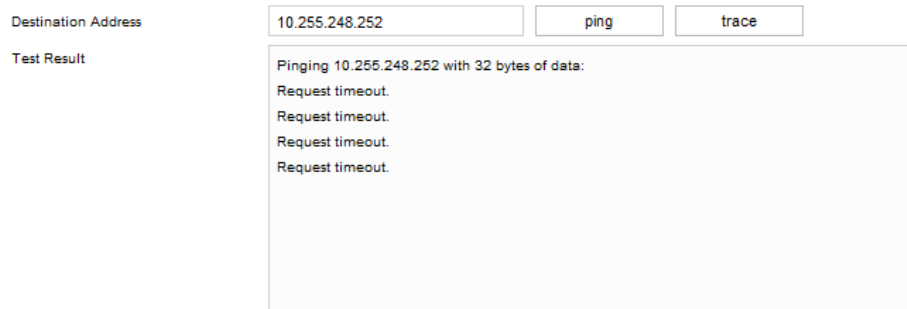 Destination Address 10.255.248.252 ping trace
Test Result
Pinging 10.255.248.252 with 32 bytes of data:
Request timeout.
Request timeout.
Request timeout.
Request timeout.